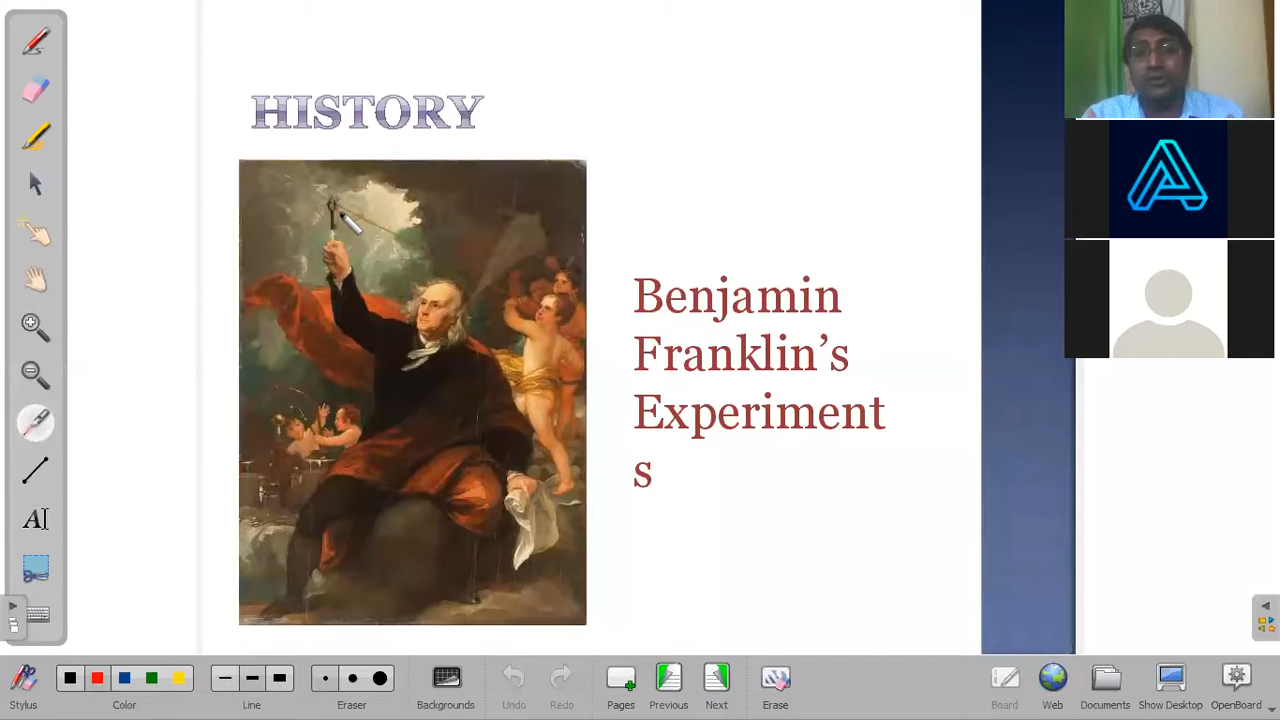 HISTORY
Benjamin
Franklin’s
Experiment
s
Stylus
Color
Line
Eraser
Backgrounds
Undo
Redo
Pages
Previous
Next
Erase
Board
Web
Documents
Show Desktop
OpenBoard